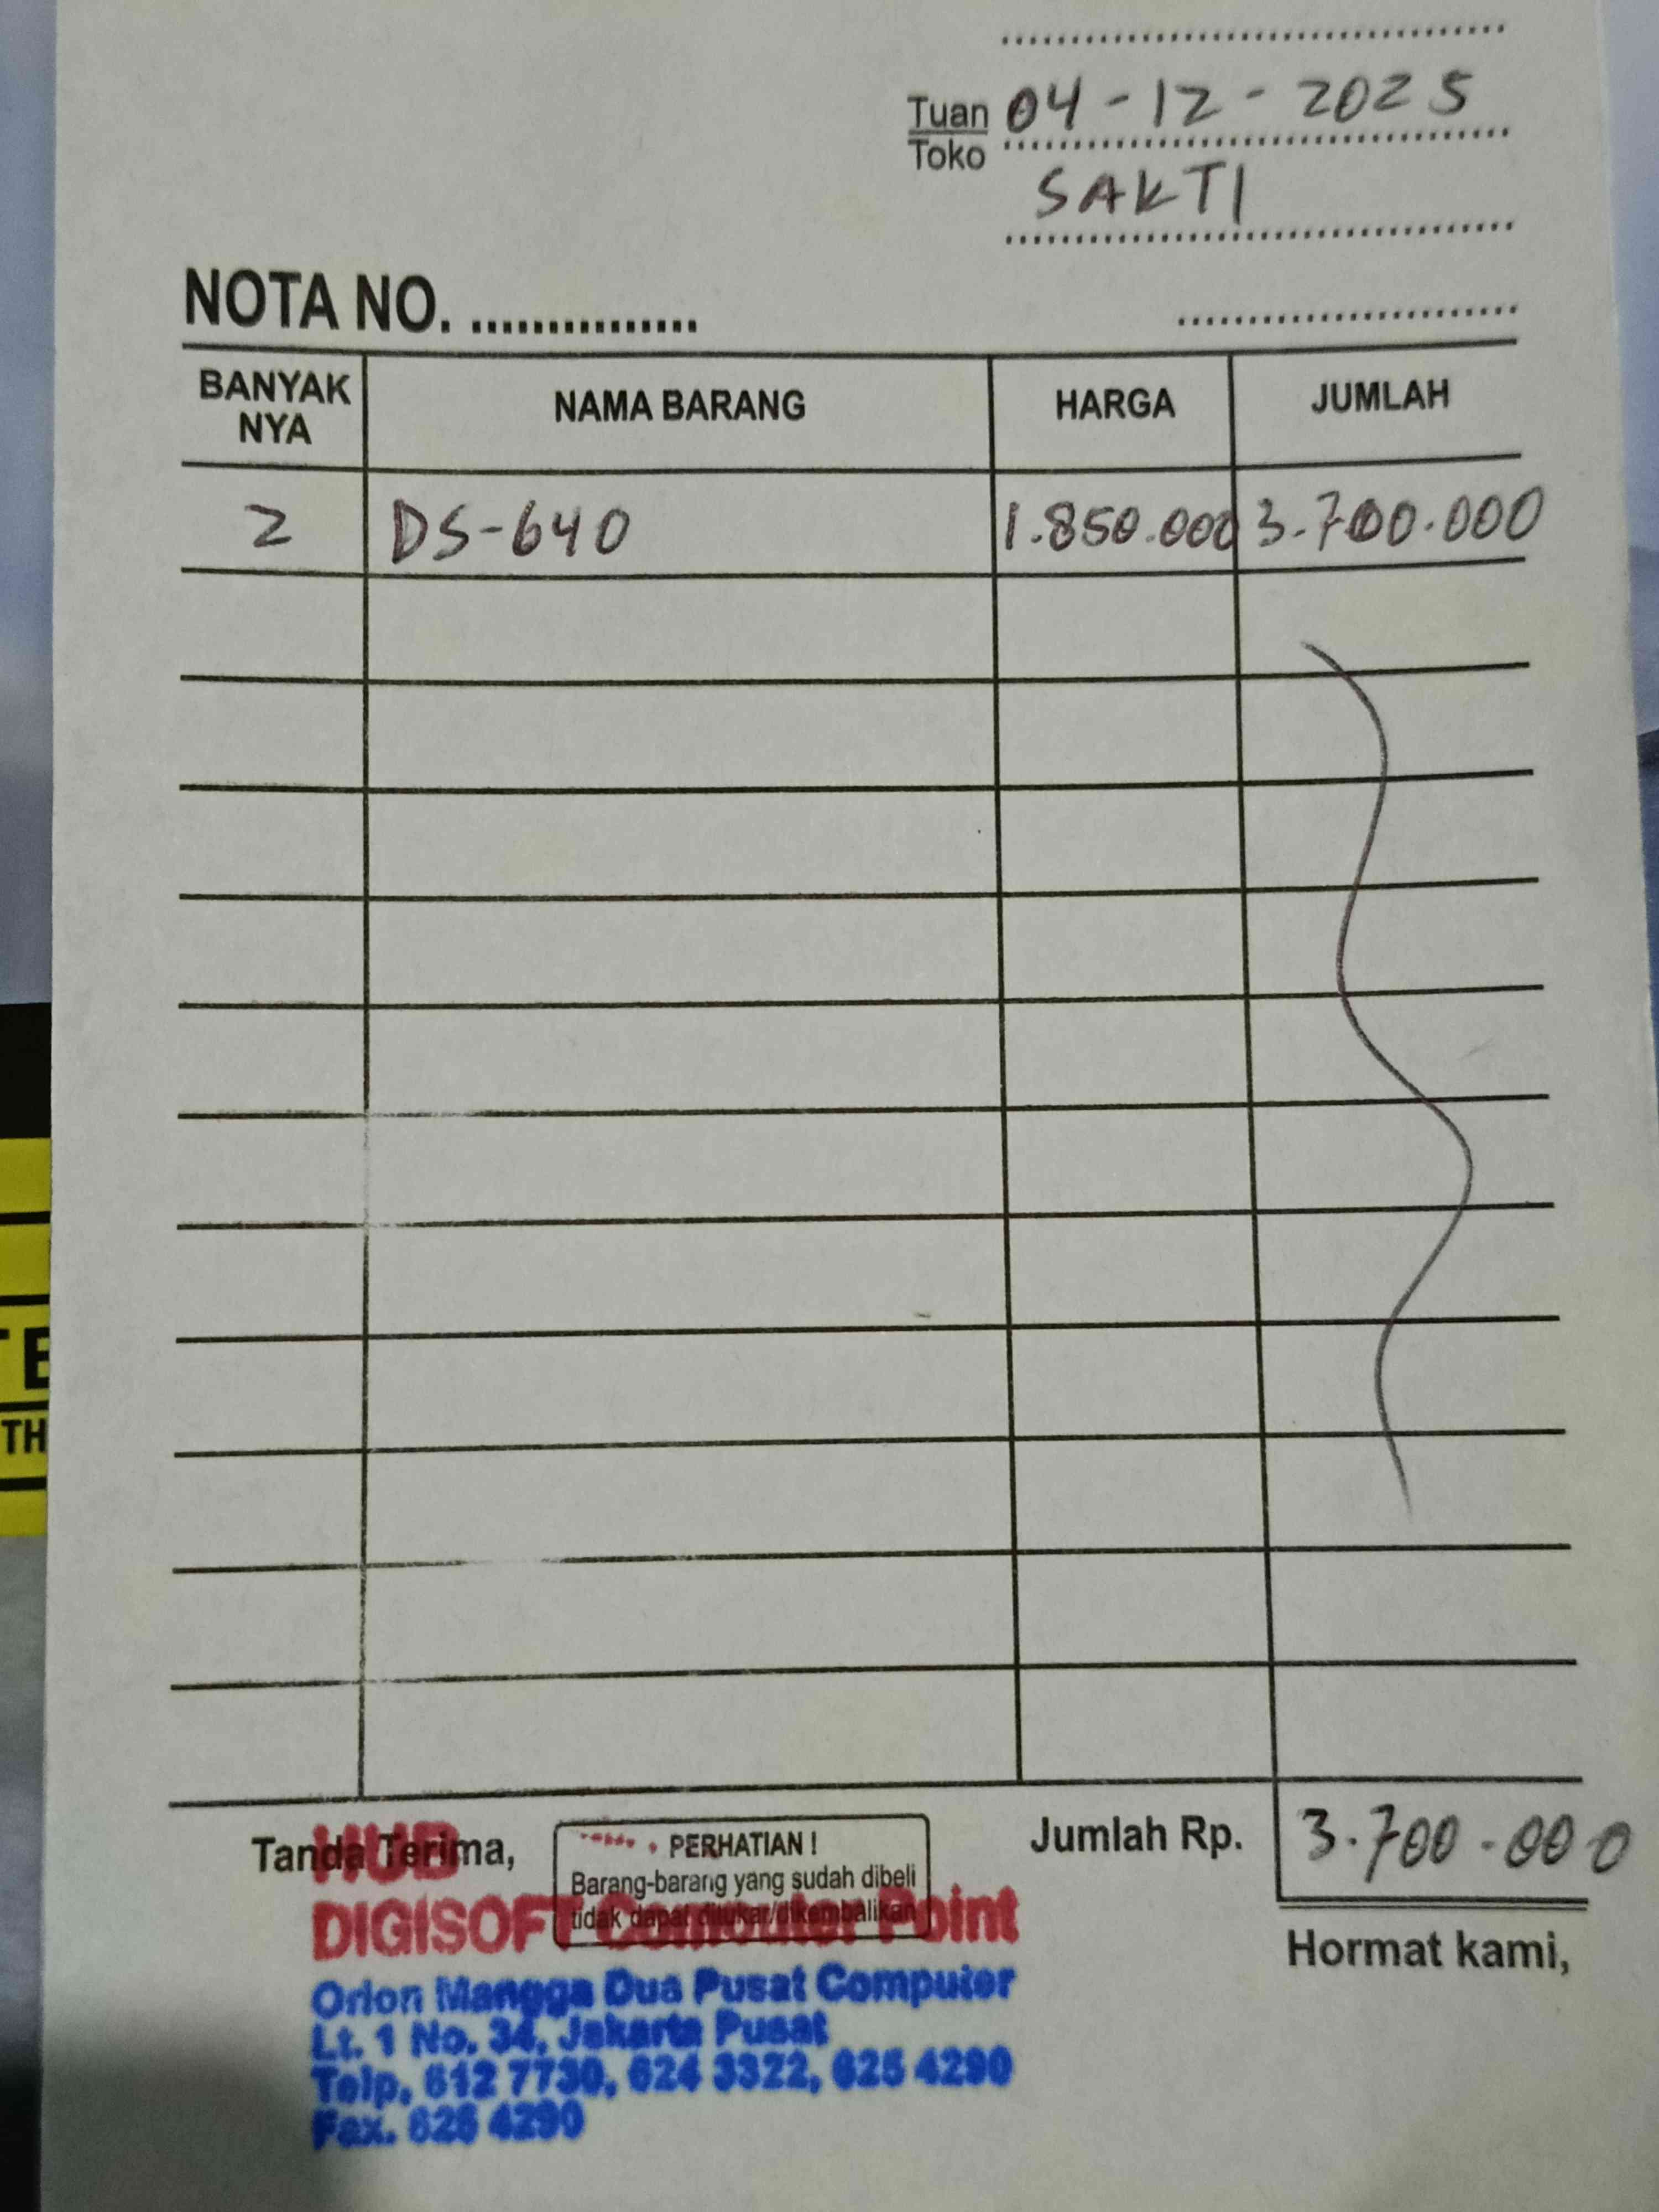 Tuan 04-12-2025
Toko
SAKTI
NOTA NO. ...............
BANYAK NYA NAMA BARANG HARGA JUMLAH
2 DS-640 1.850.000 3.700.000
Jumlah Rp. 3.700.000
Tanda Terima,
PERHATIAN !
Barang-barang yang sudah dibeli
tidak dapat ditukar/dikembalikan
Hormat kami,
HUB
DIGISOFT Computer Point
Orion Mangga Dua Pusat Computer
Lt. 1 No. 34, Jakarta Pusat
Telp. 612 7730, 624 3322, 625 4290
Fax. 625 4290
TE
TH